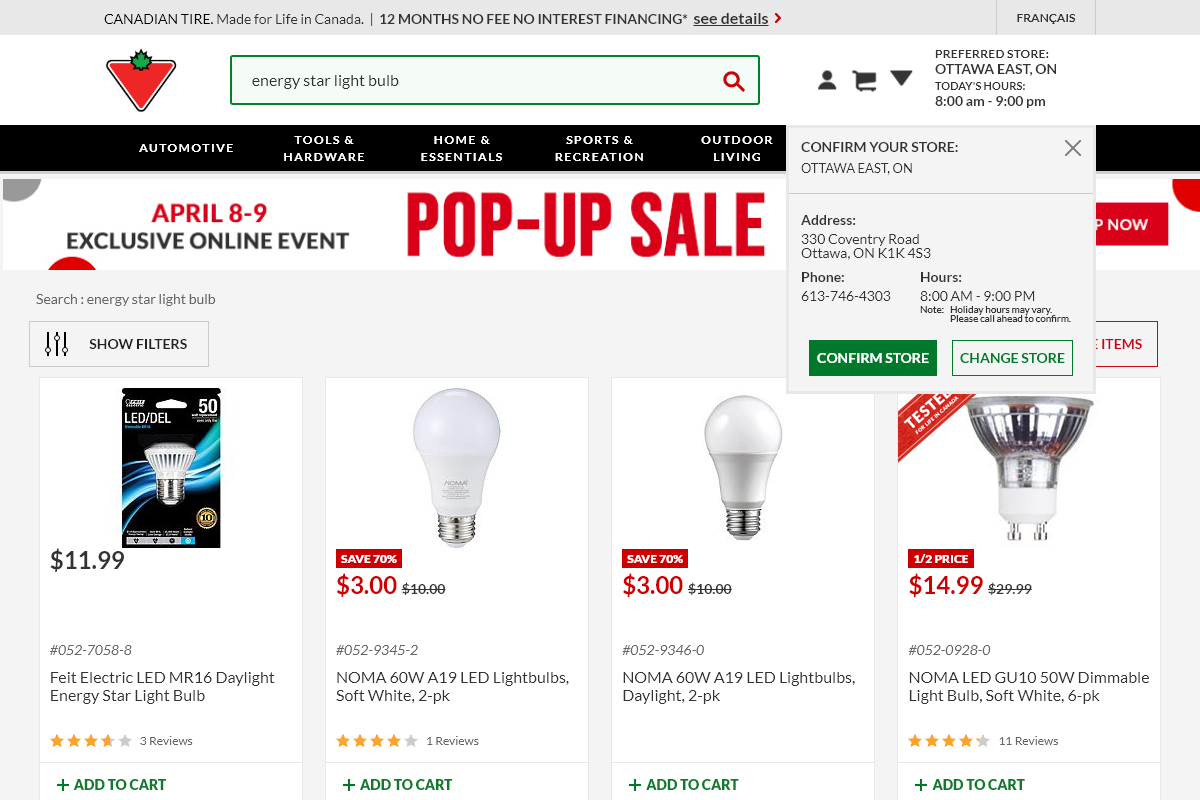 CANADIAN TIRE. Made for Life in Canada. | 12 MONTHS NO FEE NO INTEREST FINANCING* see details
FRANÇAIS
energy star light bulb
PREFERRED STORE:
OTTAWA EAST, ON
TODAY'S HOURS:
8:00 am - 9:00 pm
AUTOMOTIVE
TOOLS &
HARDWARE
HOME &
ESSENTIALS
SPORTS &
RECREATION
OUTDOOR
LIVING
CONFIRM YOUR STORE:
OTTAWA EAST, ON
Address:
330 Coventry Road
Ottawa, ON K1K 4S3
Phone:
613-746-4303
Hours:
8:00 AM - 9:00 PM
Note: Holiday hours may vary.
Please call ahead to confirm.
CONFIRM STORE
CHANGE STORE
APRIL 8-9
EXCLUSIVE ONLINE EVENT
POP-UP SALE
P NOW
Search : energy star light bulb
SHOW FILTERS
ITEMS
LED/DEL
50
10
$11.99
#052-7058-8
Feit Electric LED MR16 Daylight
Energy Star Light Bulb
3 Reviews
+ ADD TO CART
NOMA
SAVE 70%
$3.00 $10.00
#052-9345-2
NOMA 60W A19 LED Lightbulbs,
Soft White, 2-pk
1 Reviews
+ ADD TO CART
SAVE 70%
$3.00 $10.00
#052-9346-0
NOMA 60W A19 LED Lightbulbs,
Daylight, 2-pk
+ ADD TO CART
TESTED
FOR LIFE IN CANADA
1/2 PRICE
$14.99 $29.99
#052-0928-0
NOMA LED GU10 50W Dimmable
Light Bulb, Soft White, 6-pk
11 Reviews
+ ADD TO CART